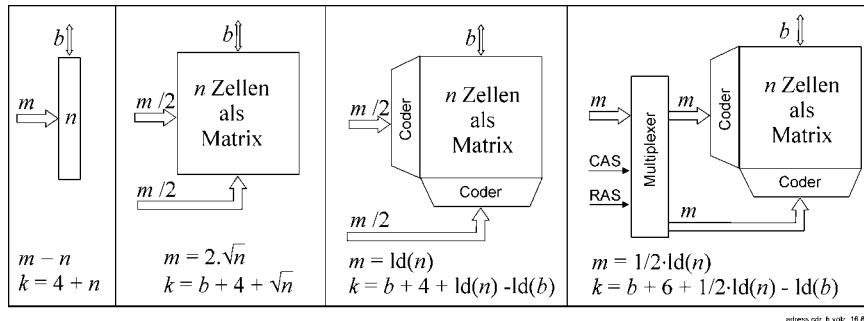 b
m
n
m – n
k = 4 + n
b
m /2
n Zellen
als
Matrix
m /2
m = 2.√n
k = b + 4 + √n
b
m /2
Coder
n Zellen
als
Matrix
Coder
m /2
m = ld(n)
k = b + 4 + ld(n) -ld(b)
b
m
Multiplexer
m
Coder
n Zellen
als
Matrix
CAS
RAS
Coder
m
m = 1/2·ld(n)
k = b + 6 + 1/2·ld(n) - ld(b)